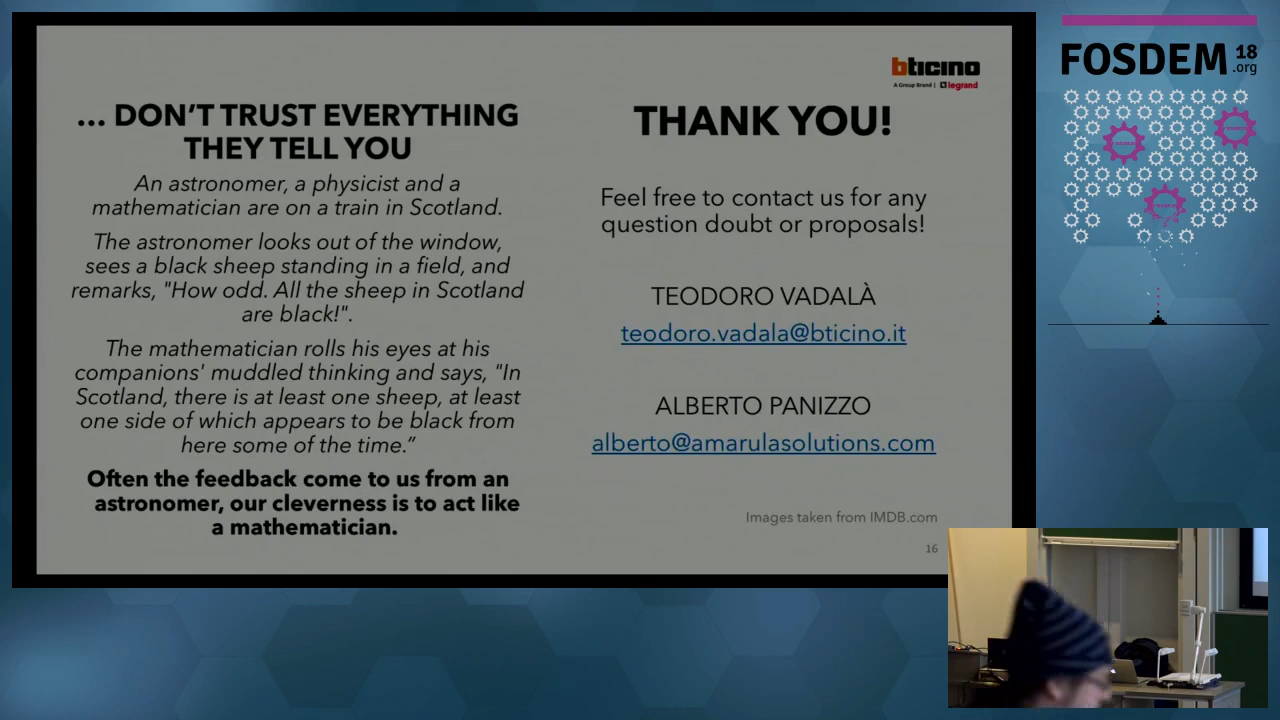 ... DON'T TRUST EVERYTHING
THEY TELL YOU
An astronomer, a physicist and a
mathematician are on a train in Scotland.
The astronomer looks out of the window,
sees a black sheep standing in a field, and
remarks, "How odd. All the sheep in Scotland
are black!".
The mathematician rolls his eyes at his
companions' muddled thinking and says, "In
Scotland, there is at least one sheep, at least
one side of which appears to be black from
here some of the time.”
Often the feedback come to us from an
astronomer, our cleverness is to act like
a mathematician.
bticino
A Group Brand | legrand
THANK YOU!
Feel free to contact us for any
question doubt or proposals!
TEODORO VADALÀ
teodoro.vadala@bticino.it
ALBERTO PANIZZO
alberto@amarulasolutions.com
Images taken from IMDB.com
16
FOSDEM 18
.org